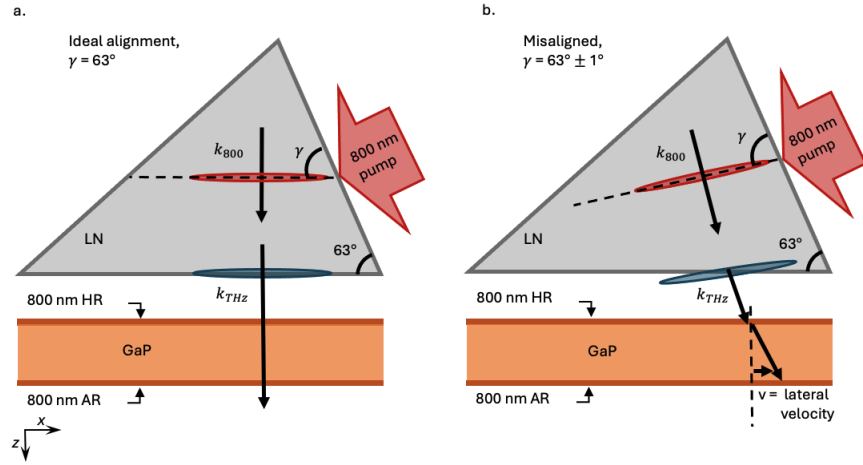 a.
Ideal alignment,
γ = 63°
k800
γ
800 nm
pump
LN
63°
kTHz
800 nm HR
GaP
800 nm AR
x
z
b.
Misaligned,
γ = 63° ± 1°
k800
γ
800 nm
pump
LN
63°
kTHz
800 nm HR
GaP
800 nm AR
v = lateral
velocity